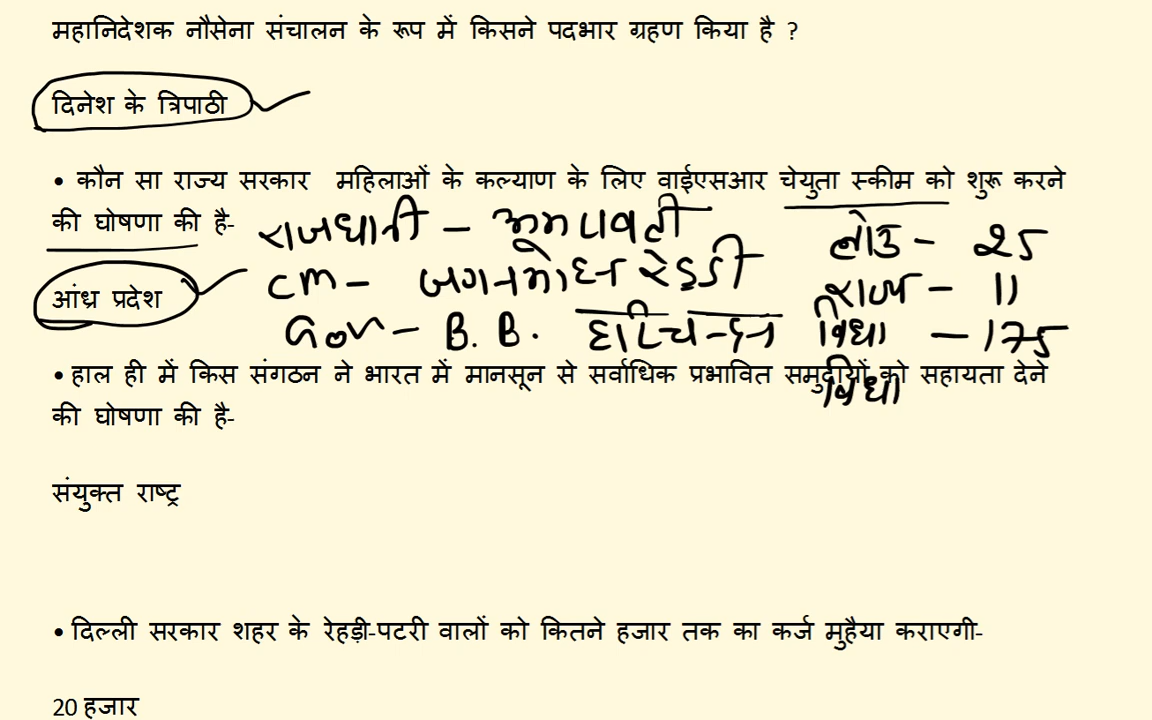 महानिदेशक नौसेना संचालन के रूप में किसने पदभार ग्रहण किया है ?
दिनेश के त्रिपाठी
• कौन सा राज्य सरकार महिलाओं के कल्याण के लिए वाईएसआर चेयुता स्कीम को शुरू करने
की घोषणा की है-
राजधानी - अमरावती
लोउ - 25
आंध्र प्रदेश
CM - जगनमोहन रेड्डी
राज्य - 11
Gov - B. B. हरिचन्दन
विधा - 175
• हाल ही में किस संगठन ने भारत में मानसून से सर्वाधिक प्रभावित समुदायों को सहायता देने
विधा
की घोषणा की है-
संयुक्त राष्ट्र
• दिल्ली सरकार शहर के रेहड़ी-पटरी वालों को कितने हजार तक का कर्ज मुहैया कराएगी-
20 हजार